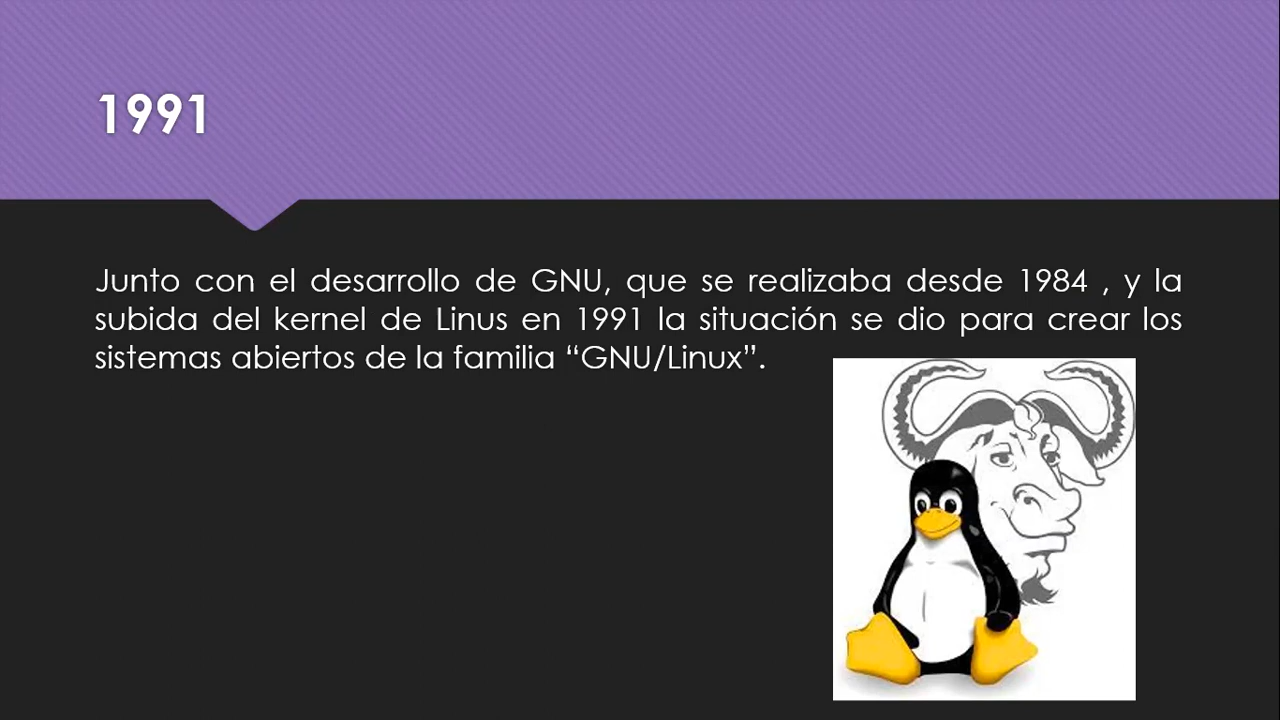 1991
Junto con el desarrollo de GNU, que se realizaba desde 1984 , y la
subida del kernel de Linus en 1991 la situación se dio para crear los
sistemas abiertos de la familia “GNU/Linux”.